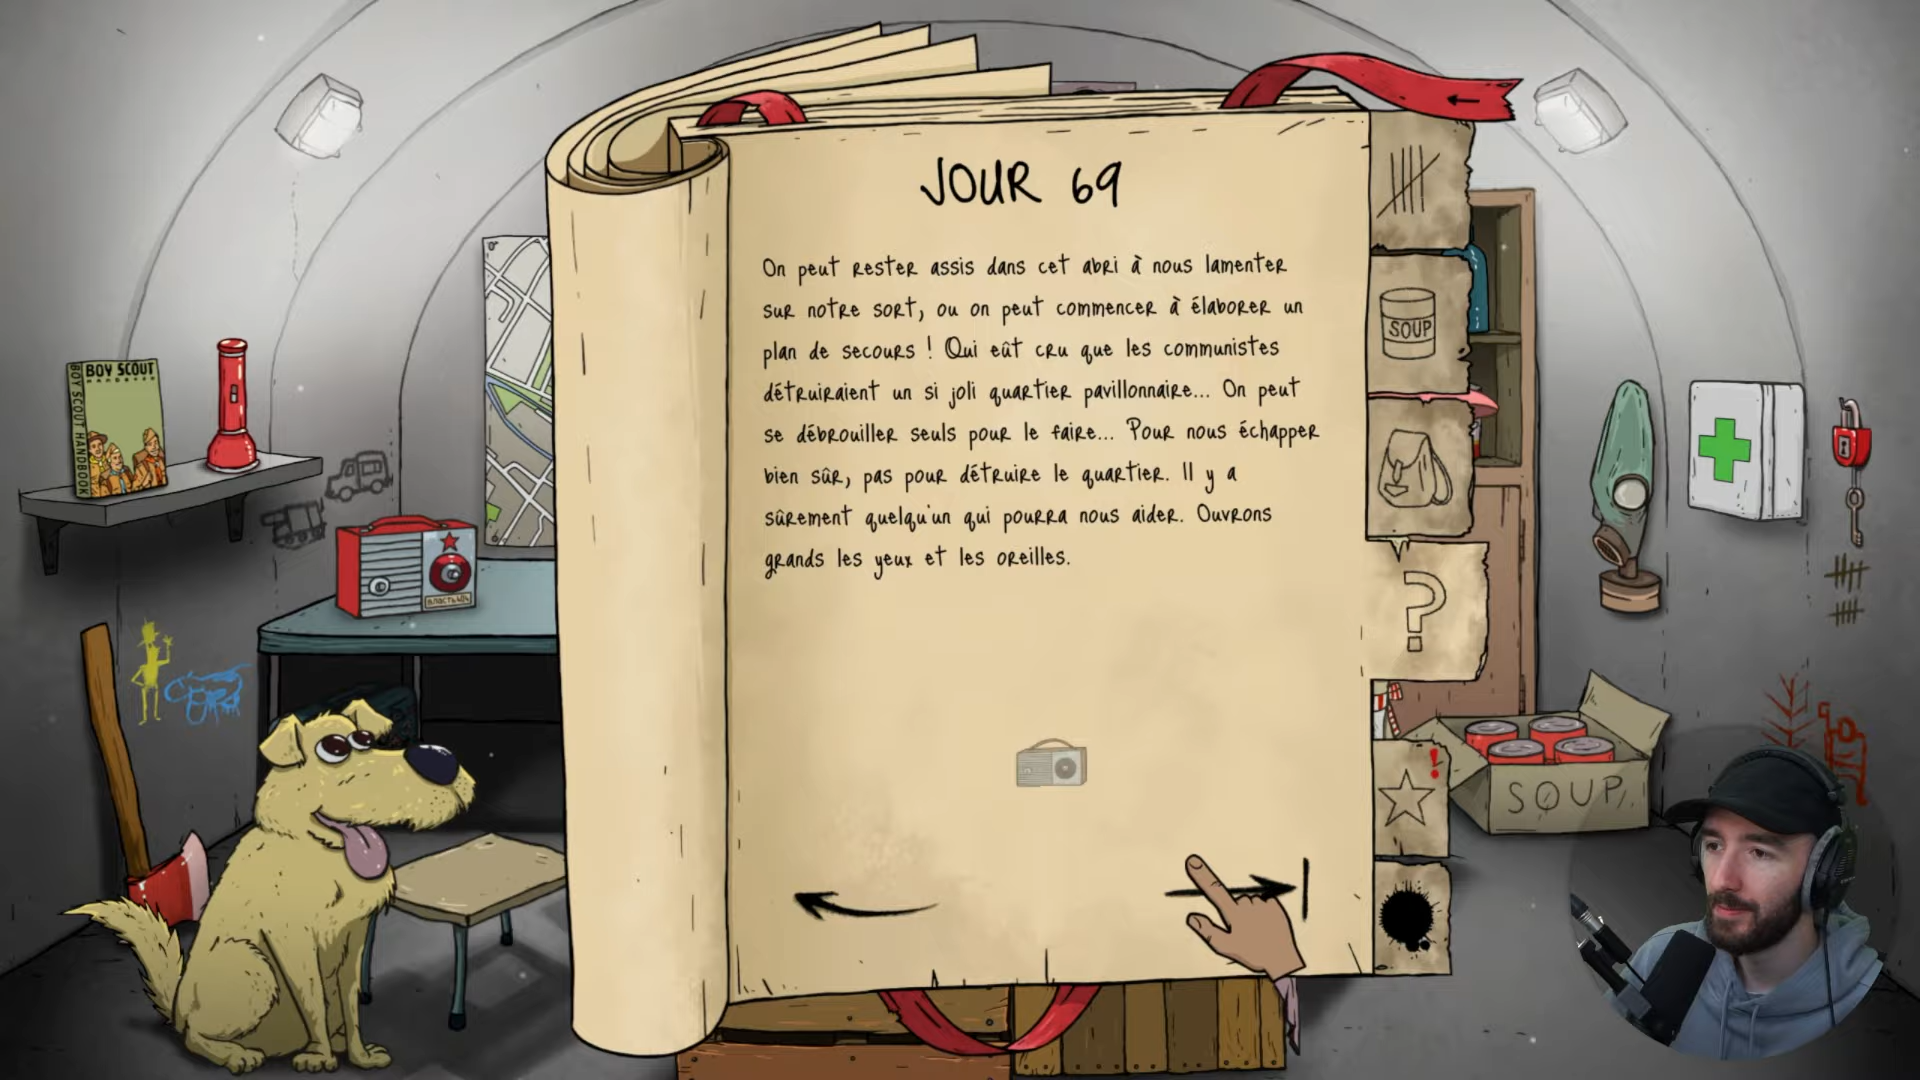 JOUR 69
On peut rester assis dans cet abri à nous lamenter
sur notre sort, ou on peut commencer à élaborer un
plan de secours ! Qui eût cru que les communistes
détruiraient un si joli quartier pavillonnaire... On peut
se débrouiller seuls pour le faire... Pour nous échapper
bien sûr, pas pour détruire le quartier. Il y a
sûrement quelqu'un qui pourra nous aider. Ouvrons
grands les yeux et les oreilles.
BOY SCOUT
HANDBOOK
BOY SCOUT HANDBOOK
SOUP
?
!
SOUP